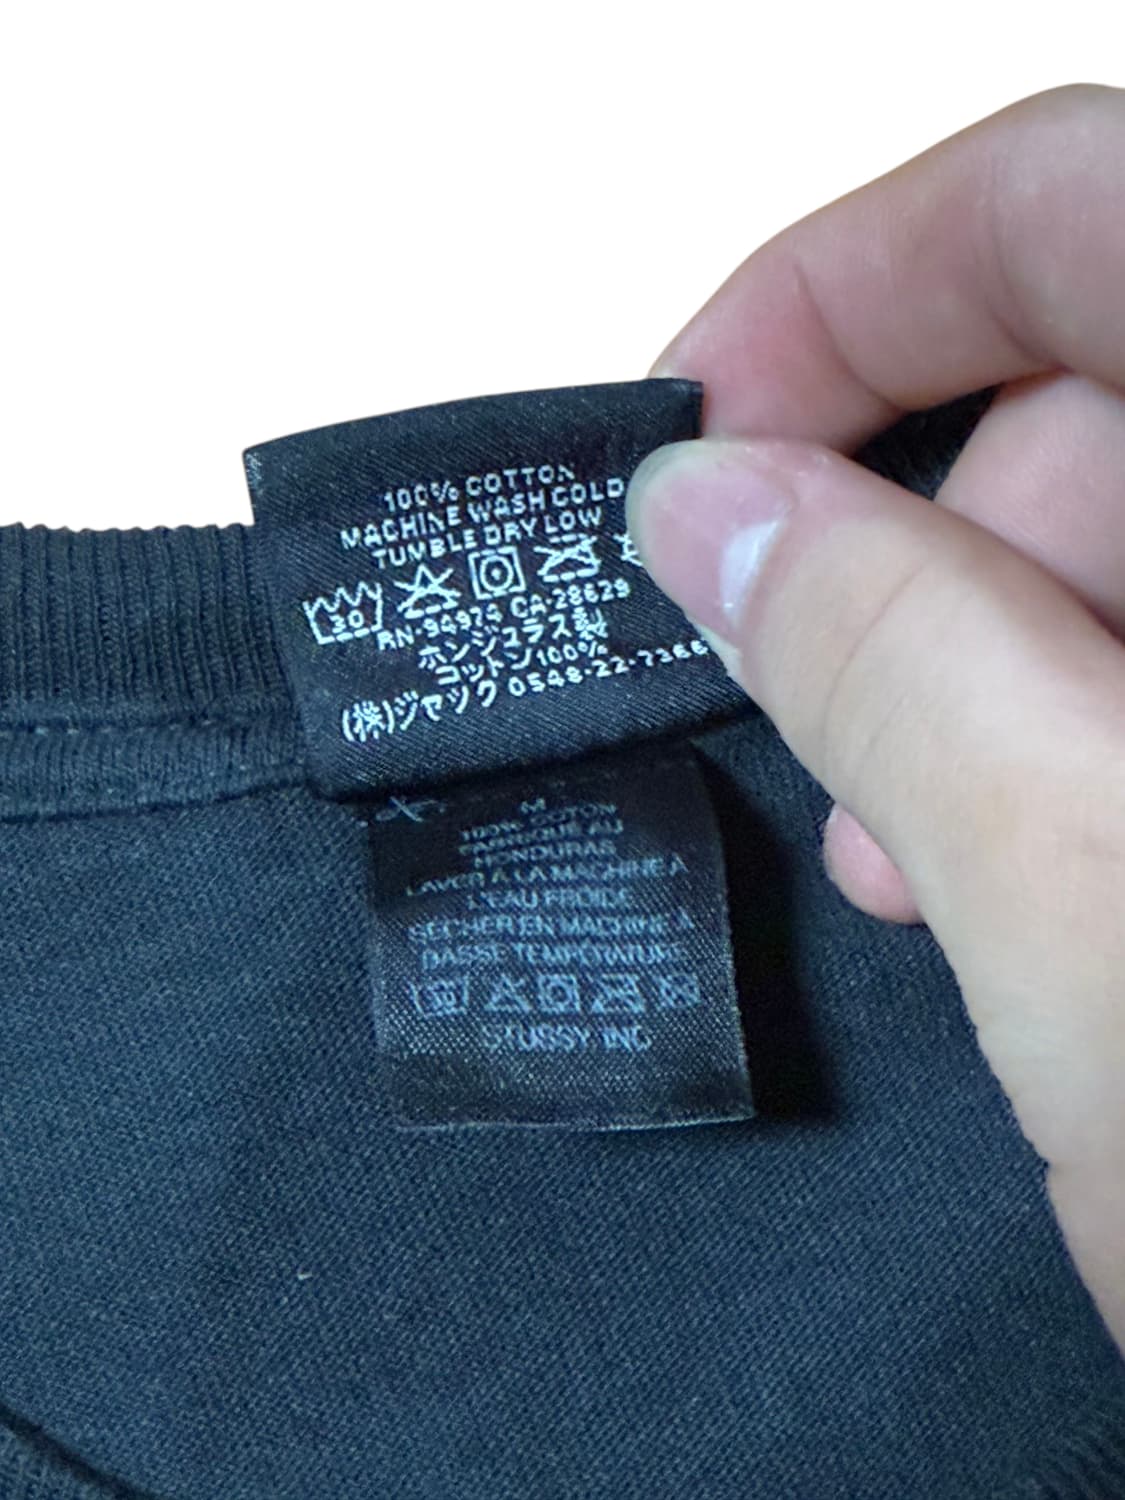 100% COTTON
MACHINE WASH COLD
TUMBLE DRY LOW
30
RN-94974 CA-28629
ホンジュラス製
コットン100%
(株)ジャック 0548-22-7366
M
100% COTTON
FABRIQUE AU
HONDURAS
LAVER A LA MACHINE A
L'EAU FROIDE
SECHER EN MACHINE A
BASSE TEMPERATURE
STUSSY INC